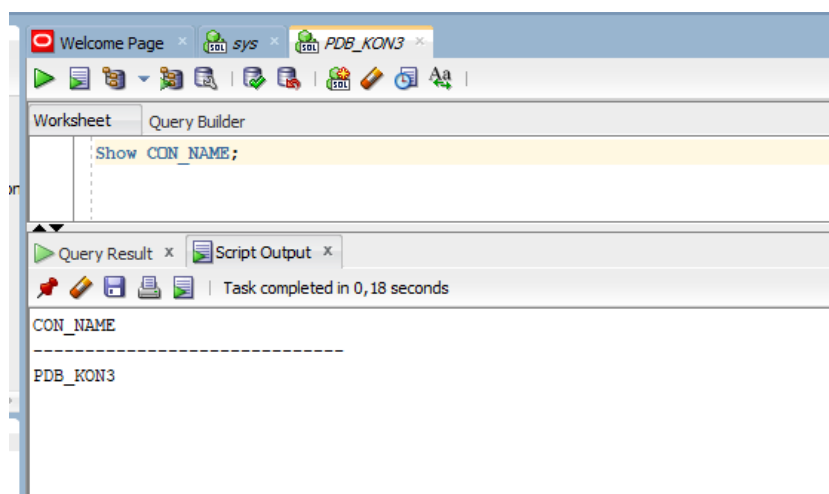 Welcome Page
sys
PDB_KON3
Worksheet
Query Builder
Show CON_NAME;
Query Result
Script Output
Task completed in 0,18 seconds
CON_NAME
------------------------------
PDB_KON3